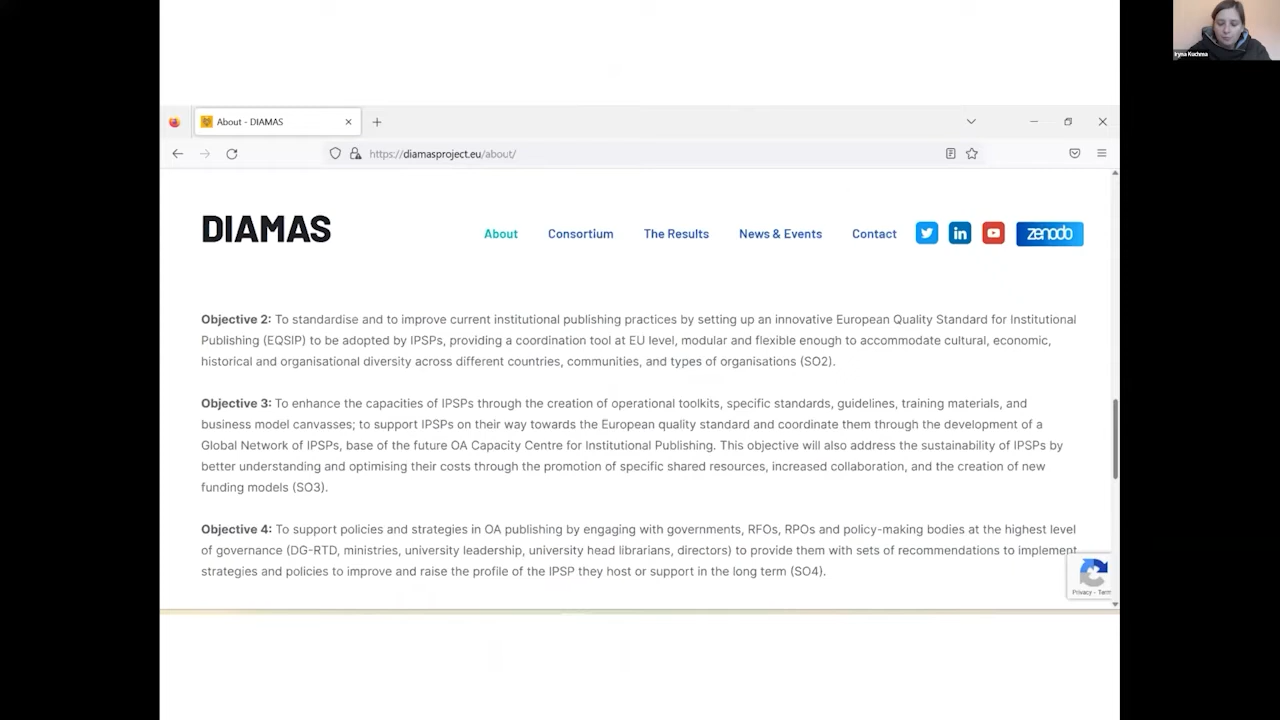 Iryna Kuchma
About - DIAMAS
https://diamasproject.eu/about/
DIAMAS
About
Consortium
The Results
News & Events
Contact
in
zenodo
Objective 2: To standardise and to improve current institutional publishing practices by setting up an innovative European Quality Standard for Institutional
Publishing (EQSIP) to be adopted by IPSPs, providing a coordination tool at EU level, modular and flexible enough to accommodate cultural, economic,
historical and organisational diversity across different countries, communities, and types of organisations (SO2).
Objective 3: To enhance the capacities of IPSPs through the creation of operational toolkits, specific standards, guidelines, training materials, and
business model canvasses; to support IPSPs on their way towards the European quality standard and coordinate them through the development of a
Global Network of IPSPs, base of the future OA Capacity Centre for Institutional Publishing. This objective will also address the sustainability of IPSPs by
better understanding and optimising their costs through the promotion of specific shared resources, increased collaboration, and the creation of new
funding models (SO3).
Objective 4: To support policies and strategies in OA publishing by engaging with governments, RFOs, RPOs and policy-making bodies at the highest level
of governance (DG-RTD, ministries, university leadership, university head librarians, directors) to provide them with sets of recommendations to implement
strategies and policies to improve and raise the profile of the IPSP they host or support in the long term (SO4).
Privacy - Term